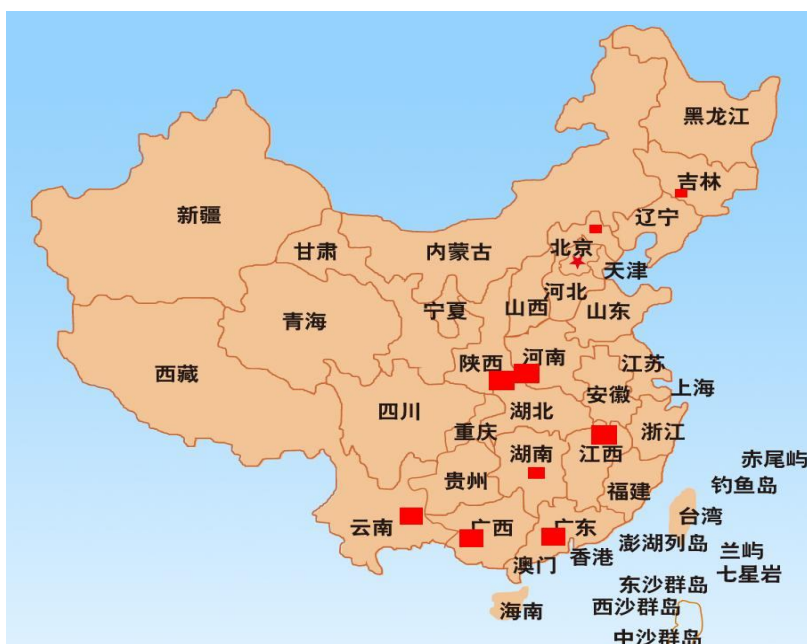 黑龙江
吉林
辽宁
新疆
甘肃
内蒙古
北京
天津
河北
山西
山东
宁夏
青海
西藏
陕西
河南
江苏
安徽
上海
四川
湖北
重庆
浙江
湖南
江西
贵州
福建
云南
广西
广东
台湾
赤尾屿
钓鱼岛
澎湖列岛
兰屿
七星岩
香港
澳门
东沙群岛
西沙群岛
海南
中沙群岛